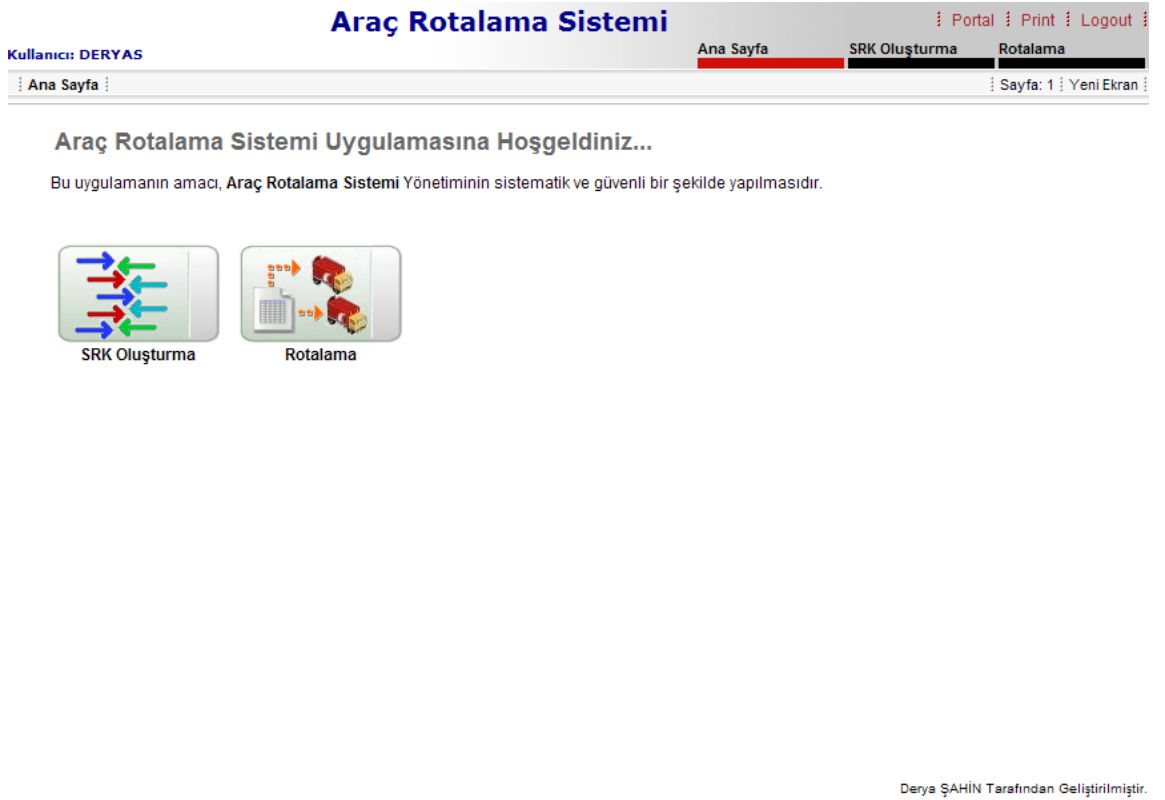 Araç Rotalama Sistemi
Portal Print Logout
Kullanıcı: DERYAS
Ana Sayfa SRK Oluşturma Rotalama
Ana Sayfa
Sayfa: 1 Yeni Ekran
Araç Rotalama Sistemi Uygulamasına Hoşgeldiniz...
Bu uygulamanın amacı, Araç Rotalama Sistemi Yönetiminin sistematik ve güvenli bir şekilde yapılmasıdır.
SRK Oluşturma Rotalama
Derya ŞAHİN Tarafından Geliştirilmiştir.